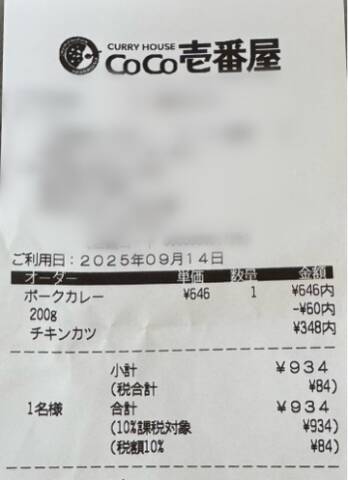 CURRY HOUSE
CoCo壱番屋
ご利用日：2025年09月14日
オーダー 単価 数量 金額
ポークカレー ¥646 1 ¥646内
200g -¥60内
チキンカツ ¥348内
小計 ¥934
(税合計 ¥84)
1名様 合計 ¥934
(10%課税対象 ¥934)
(税額10% ¥84)